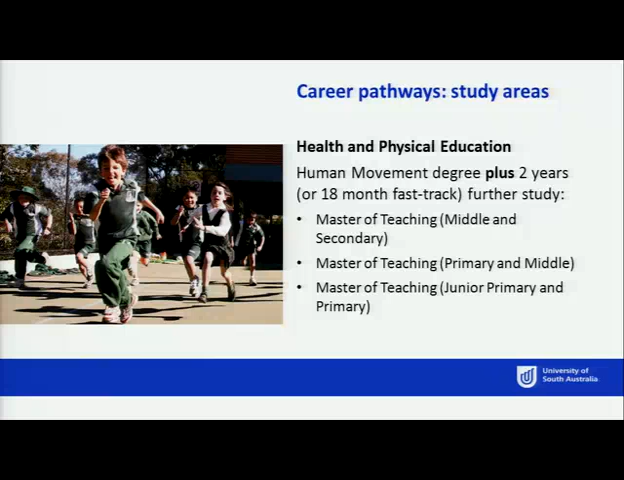 Career pathways: study areas
Health and Physical Education
Human Movement degree plus 2 years
(or 18 month fast-track) further study:
• Master of Teaching (Middle and
Secondary)
• Master of Teaching (Primary and Middle)
• Master of Teaching (Junior Primary and
Primary)
University of
South Australia